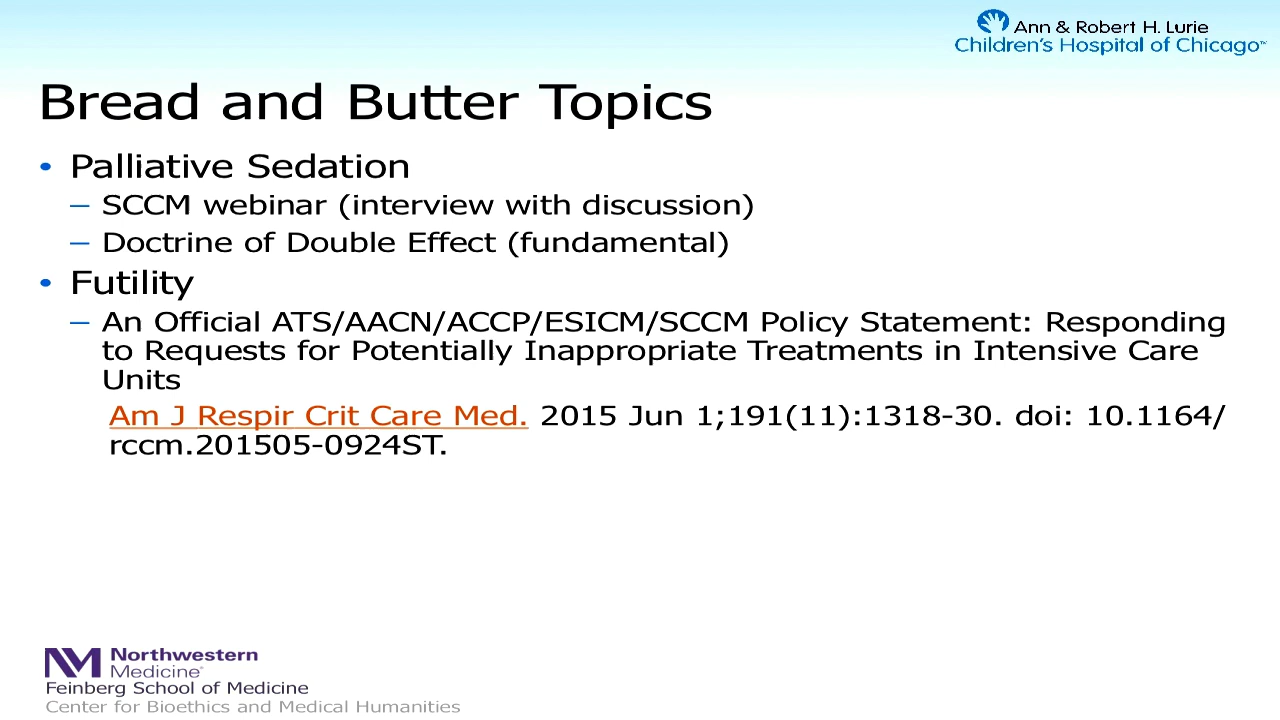 Ann & Robert H. Lurie
Children's Hospital of Chicago™
Bread and Butter Topics
• Palliative Sedation
– SCCM webinar (interview with discussion)
– Doctrine of Double Effect (fundamental)
• Futility
– An Official ATS/AACN/ACCP/ESICM/SCCM Policy Statement: Responding
to Requests for Potentially Inappropriate Treatments in Intensive Care
Units
Am J Respir Crit Care Med. 2015 Jun 1;191(11):1318-30. doi: 10.1164/
rccm.201505-0924ST.
NM Northwestern
Medicine®
Feinberg School of Medicine
Center for Bioethics and Medical Humanities